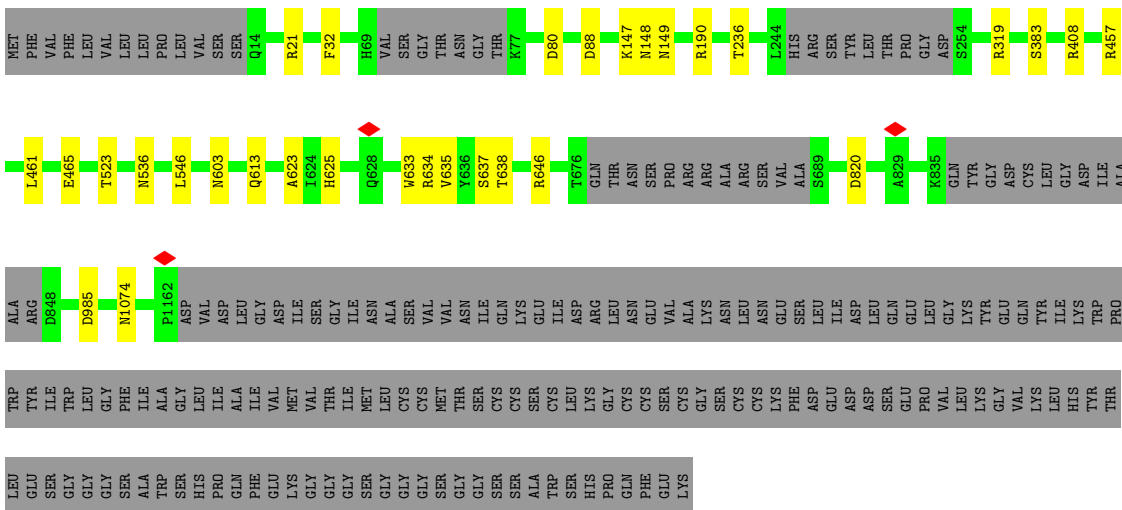 MET PHE VAL PHE LEU VAL LEU LEU PRO LEU VAL SER SER Q14 R21 F32 H69 VAL SER GLY THR ASN GLY THR K77 D80 D88 K147 N148 N149 R190 T236 L244 HIS ARG SER TYR LEU THR PRO GLY ASP S254 R319 S383 R408 R457
L461 E465 T523 N536 L546 N603 Q613 A623 I624 H625 Q628 W633 R634 V635 Y636 S637 T638 R646 T676 GLN THR ASN SER PRO ARG ARG ALA ARG SER VAL ALA S689 D820 A829 K835 GLN TYR GLY ASP CYS LEU GLY ASP ILE ALA
ALA ARG D848 D985 N1074 P1162 ASP VAL ASP LEU GLY ASP ILE SER GLY ILE ASN ALA SER VAL VAL ASN ILE GLN LYS GLU ILE ASP ARG LEU ASN GLU VAL ALA LYS ASN LEU ASN GLU SER LEU ILE ASP LEU GLN GLU LEU GLY LYS TYR GLU GLN TYR ILE LYS TRP PRO
TRP TYR ILE TRP LEU GLY PHE ILE ALA GLY LEU ILE ALA ILE VAL MET VAL THR ILE MET LEU CYS CYS MET THR SER CYS CYS SER CYS LEU LYS GLY CYS CYS SER CYS GLY SER CYS CYS LYS PHE ASP GLU ASP ASP SER GLU PRO VAL LEU LYS GLY VAL LYS LEU HIS TYR THR
LEU GLU SER GLY GLY GLY SER ALA TRP SER HIS PRO GLN PHE GLU LYS GLY GLY GLY SER GLY GLY GLY SER GLY GLY SER SER ALA TRP SER HIS PRO GLN PHE GLU LYS